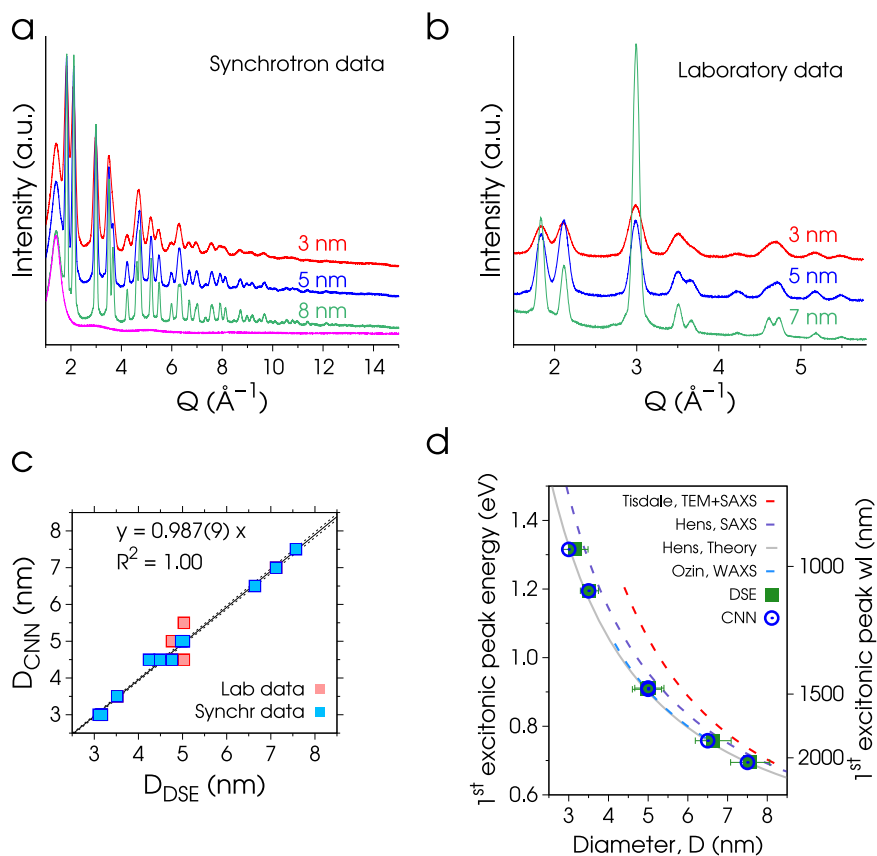 a
Synchrotron data
Intensity (a.u.)
3 nm
5 nm
8 nm
2 4 6 8 10 12 14
Q (Å⁻¹)
b
Laboratory data
Intensity (a.u.)
3 nm
5 nm
7 nm
2 3 4 5
Q (Å⁻¹)
c
y = 0.987(9) x
R² = 1.00
D_CNN (nm)
8
7
6
5
4
3
Lab data
Synchr data
3 4 5 6 7 8
D_DSE (nm)
d
1st excitonic peak energy (eV)
1.4
1.2
1.0
0.8
0.6
Tisdale, TEM+SAXS
Hens, SAXS
Hens, Theory
Ozin, WAXS
DSE
CNN
1000
1500
2000
1st excitonic peak wl (nm)
3 4 5 6 7 8
Diameter, D (nm)